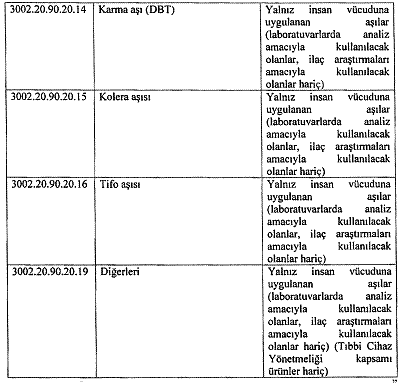 3002.20.90.20.14 Karma aşı (DBT) Yalnız insan vücuduna
uygulanan aşılar
(laboratuvarlarda analiz
amacıyla kullanılacak
olanlar, ilaç araştırmaları
amacıyla kullanılacak
olanlar hariç)
3002.20.90.20.15 Kolera aşısı Yalnız insan vücuduna
uygulanan aşılar
(laboratuvarlarda analiz
amacıyla kullanılacak
olanlar, ilaç araştırmaları
amacıyla kullanılacak
olanlar hariç)
3002.20.90.20.16 Tifo aşısı Yalnız insan vücuduna
uygulanan aşılar
(laboratuvarlarda analiz
amacıyla kullanılacak
olanlar, ilaç araştırmaları
amacıyla kullanılacak
olanlar hariç)
3002.20.90.20.19 Diğerleri Yalnız insan vücuduna
uygulanan aşılar
(laboratuvarlarda analiz
amacıyla kullanılacak
olanlar, ilaç araştırmaları
amacıyla kullanılacak
olanlar hariç) (Tıbbi Cihaz
Yönetmeliği kapsamı
ürünler hariç)